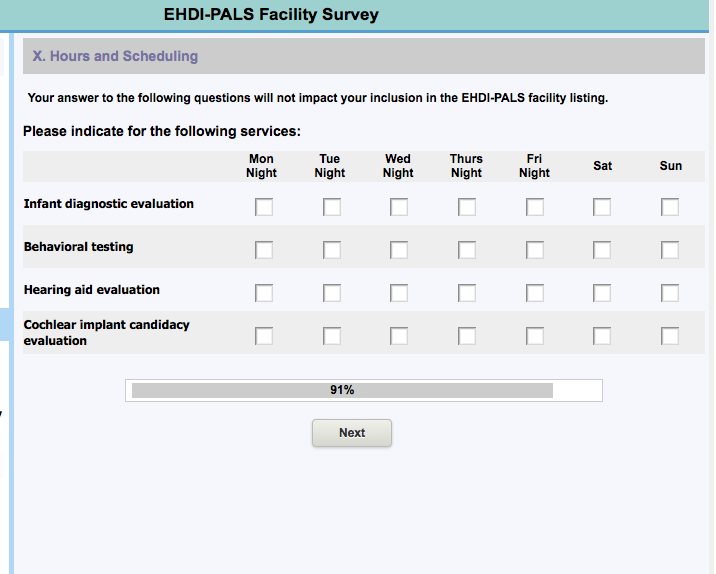 EHDI-PALS Facility Survey
X. Hours and Scheduling
Your answer to the following questions will not impact your inclusion in the EHDI-PALS facility listing.
Please indicate for the following services:
Mon Night Tue Night Wed Night Thurs Night Fri Night Sat Sun
Infant diagnostic evaluation
Behavioral testing
Hearing aid evaluation
Cochlear implant candidacy
evaluation
91%
Next